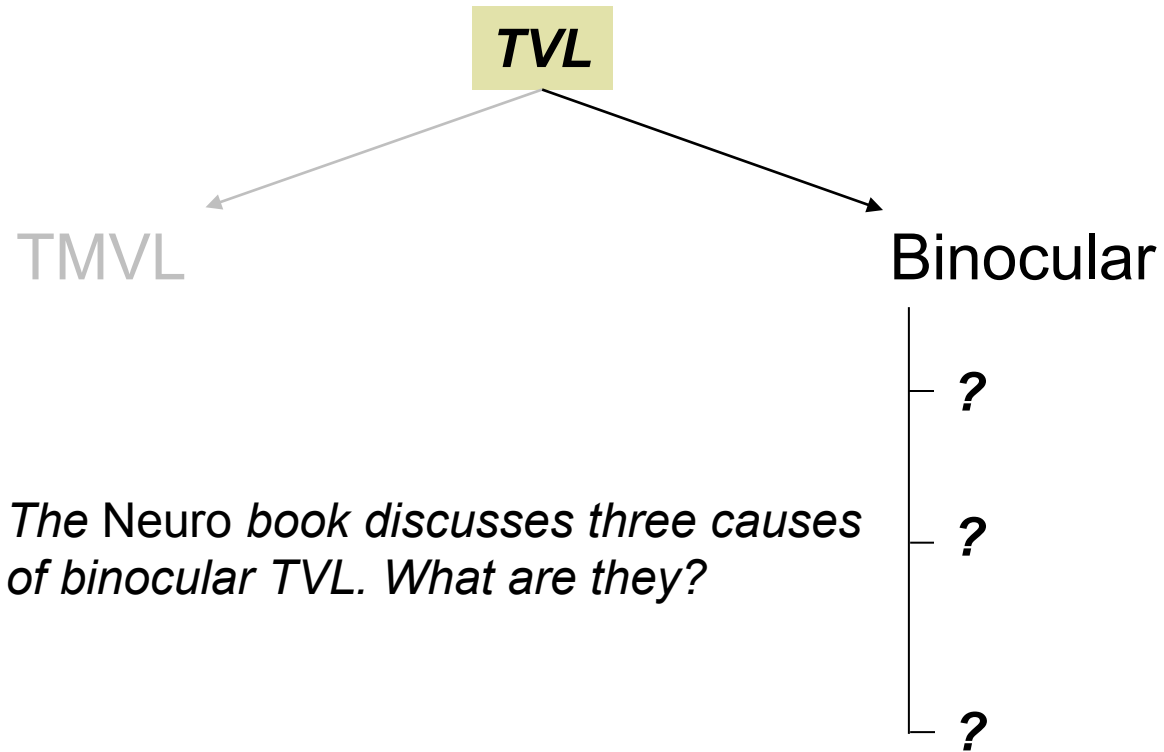 TVL
TMVL
Binocular
?
The Neuro book discusses three causes
of binocular TVL. What are they?
?
?